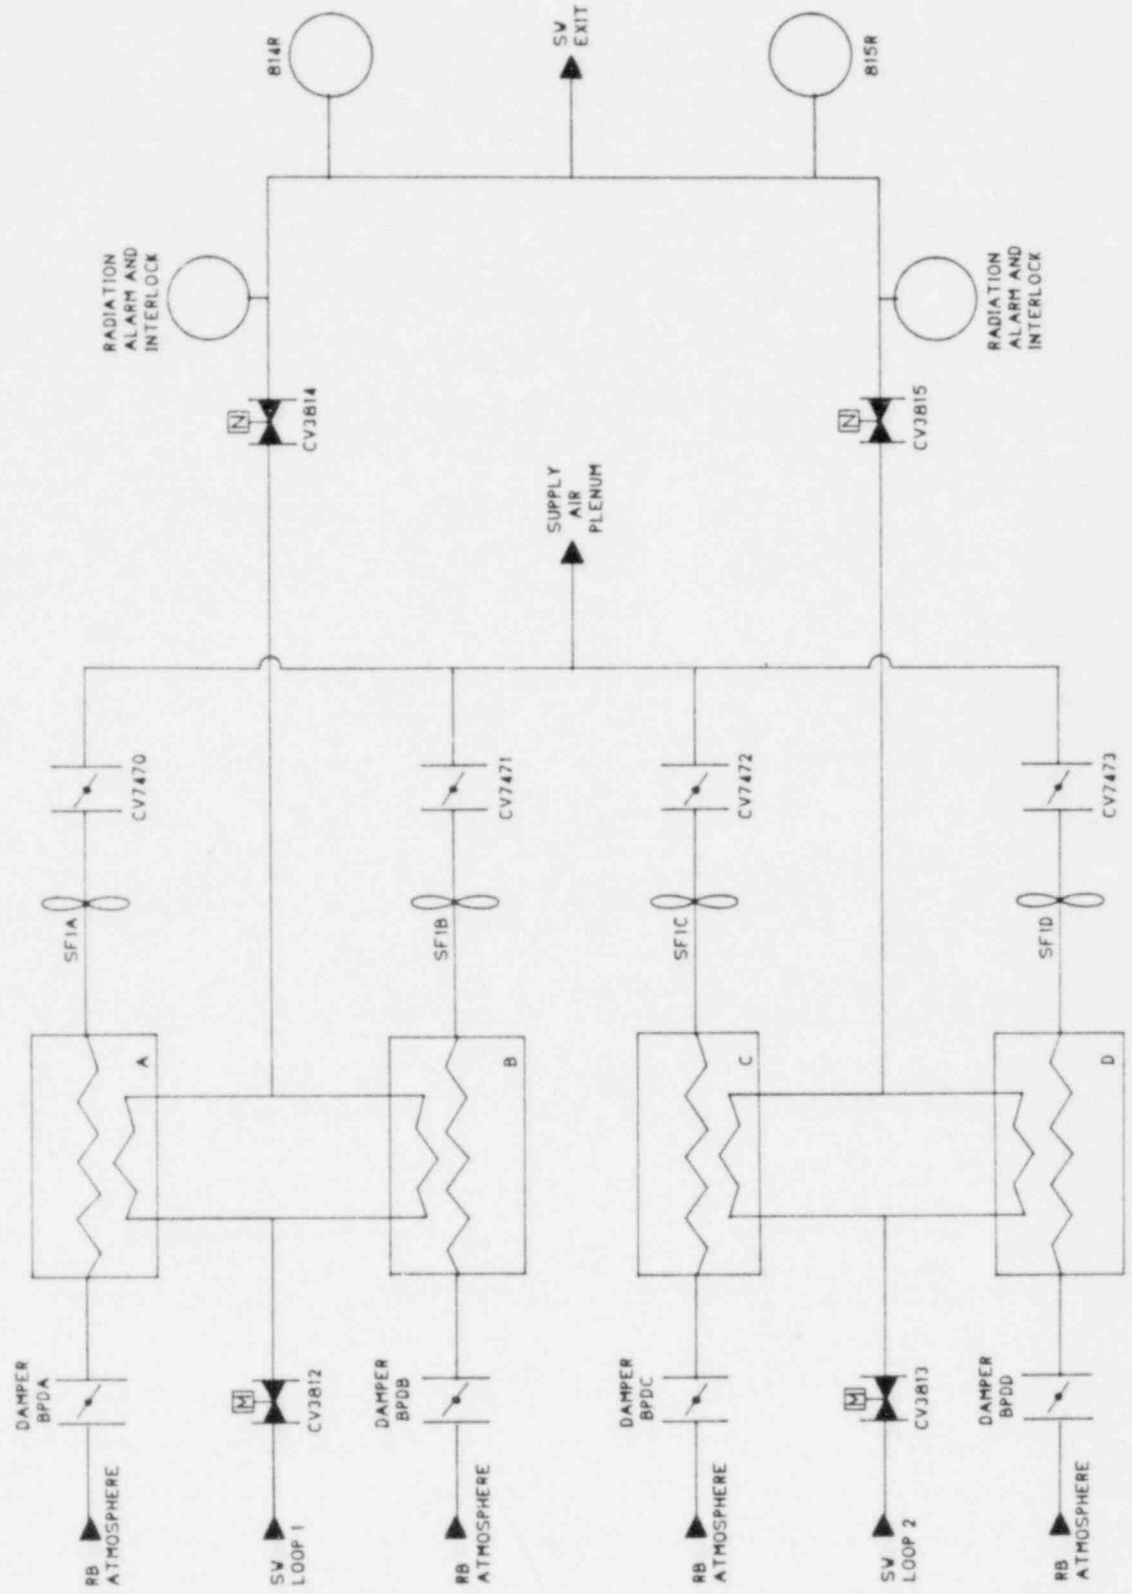 DAMPER
BPDA
RB
ATMOSPHERE
A
SF1A
CV7470
RADIATION
ALARM AND
INTERLOCK
814R
M
CV3812
SW
LOOP 1
N
CV3814
DAMPER
BPDB
RB
ATMOSPHERE
B
SF1B
CV7471
SUPPLY
AIR
PLENUM
SW
EXIT
DAMPER
BPDC
RB
ATMOSPHERE
C
SF1C
CV7472
M
CV3813
SW
LOOP 2
N
CV3815
815R
DAMPER
BPDD
RB
ATMOSPHERE
D
SF1D
CV7473
RADIATION
ALARM AND
INTERLOCK